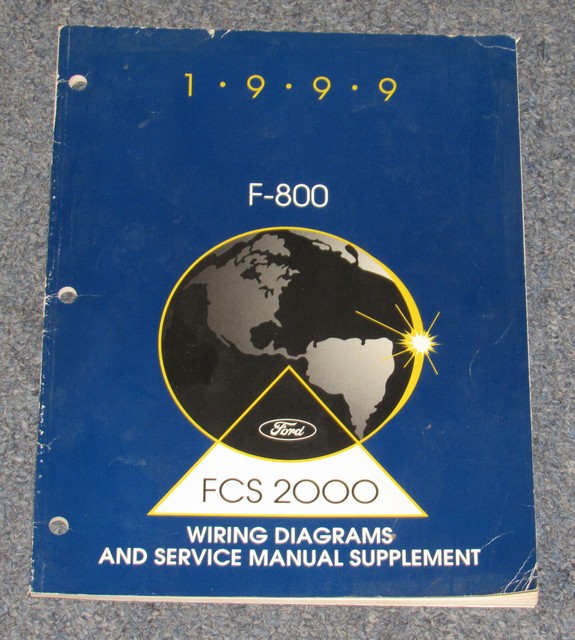 1 • 9 • 9 • 9
F-800
Ford
FCS 2000
WIRING DIAGRAMS
AND SERVICE MANUAL SUPPLEMENT